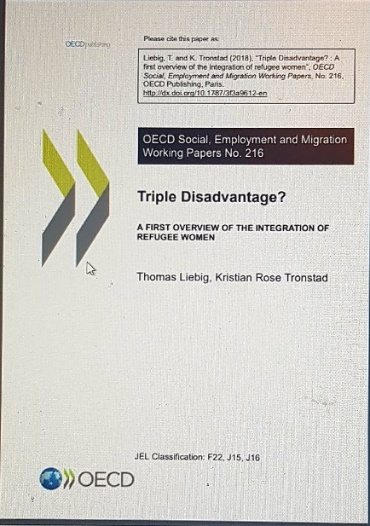 OECDpublishing
Please cite this paper as:
Liebig, T. and K. Tronstad (2018), "Triple Disadvantage? : A
first overview of the integration of refugee women", OECD
Social, Employment and Migration Working Papers, No. 216,
OECD Publishing, Paris.
http://dx.doi.org/10.1787/3f3a9612-en
OECD Social, Employment and Migration
Working Papers No. 216
Triple Disadvantage?
A FIRST OVERVIEW OF THE INTEGRATION OF
REFUGEE WOMEN
Thomas Liebig, Kristian Rose Tronstad
JEL Classification: F22, J15, J16
OECD